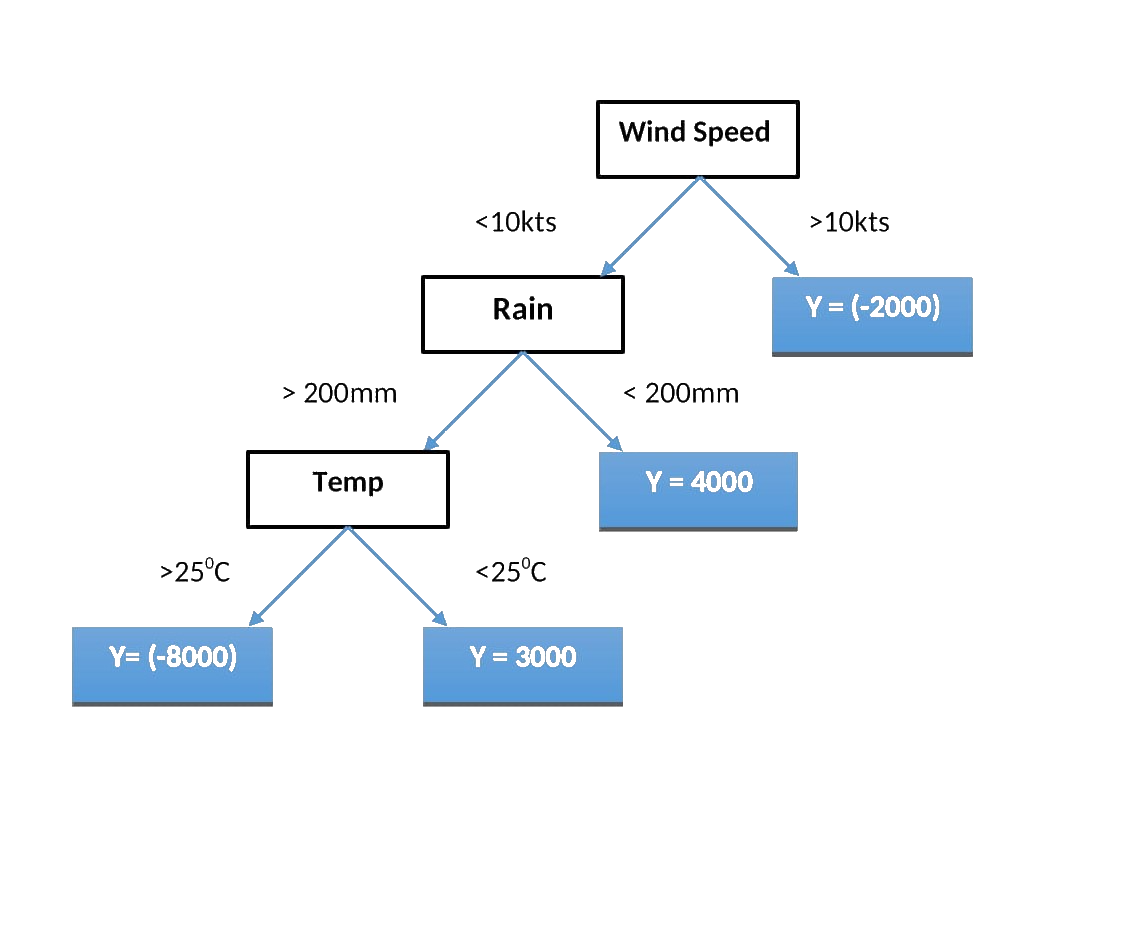 Wind Speed
<10kts
>10kts
Rain
Y = (-2000)
> 200mm
< 200mm
Temp
Y = 4000
>25⁰C
<25⁰C
Y= (-8000)
Y = 3000